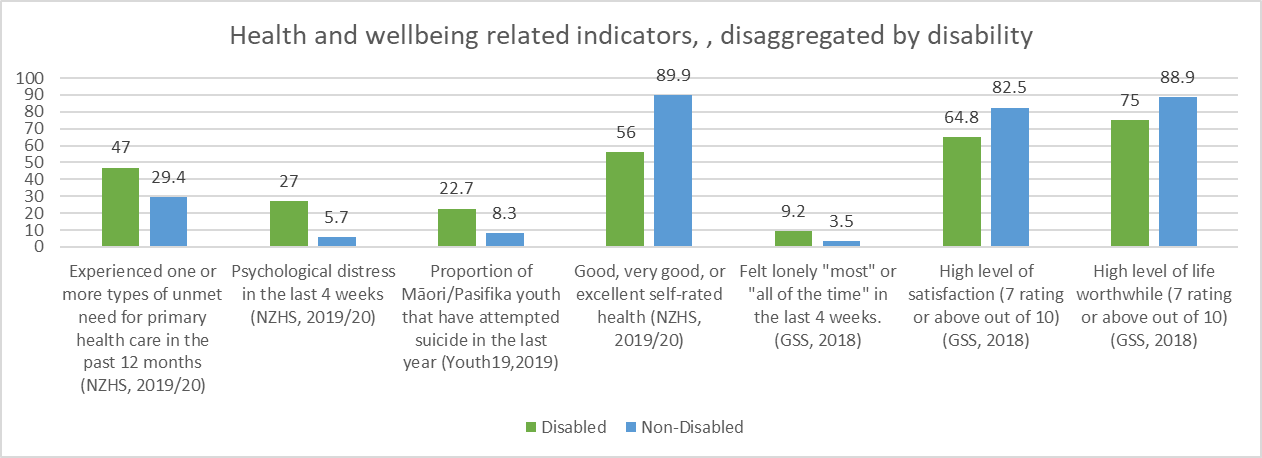 Health and wellbeing related indicators, , disaggregated by disability
100
90
80
70
60
50
40
30
20
10
0
47
29.4
27
5.7
22.7
8.3
56
89.9
9.2
3.5
64.8
82.5
75
88.9
Experienced one or
more types of unmet
need for primary
health care in the
past 12 months
(NZHS, 2019/20)
Psychological distress
in the last 4 weeks
(NZHS, 2019/20)
Proportion of
Māori/Pasifika youth
that have attempted
suicide in the last
year (Youth19,2019)
Good, very good, or
excellent self-rated
health (NZHS,
2019/20)
Felt lonely "most" or
"all of the time" in
the last 4 weeks.
(GSS, 2018)
High level of
satisfaction (7 rating
or above out of 10)
(GSS, 2018)
High level of life
worthwhile (7 rating
or above out of 10)
(GSS, 2018)
Disabled
Non-Disabled